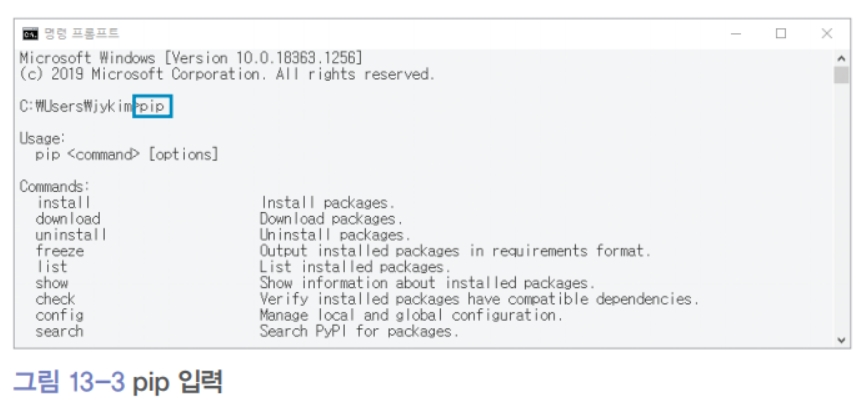 명령 프롬프트
Microsoft Windows [Version 10.0.18363.1256]
(c) 2019 Microsoft Corporation. All rights reserved.
C:₩Users₩jykim>pip
Usage:
pip <command> [options]
Commands:
install Install packages.
download Download packages.
uninstall Uninstall packages.
freeze Output installed packages in requirements format.
list List installed packages.
show Show information about installed packages.
check Verify installed packages have compatible dependencies.
config Manage local and global configuration.
search Search PyPI for packages.
그림 13-3 pip 입력